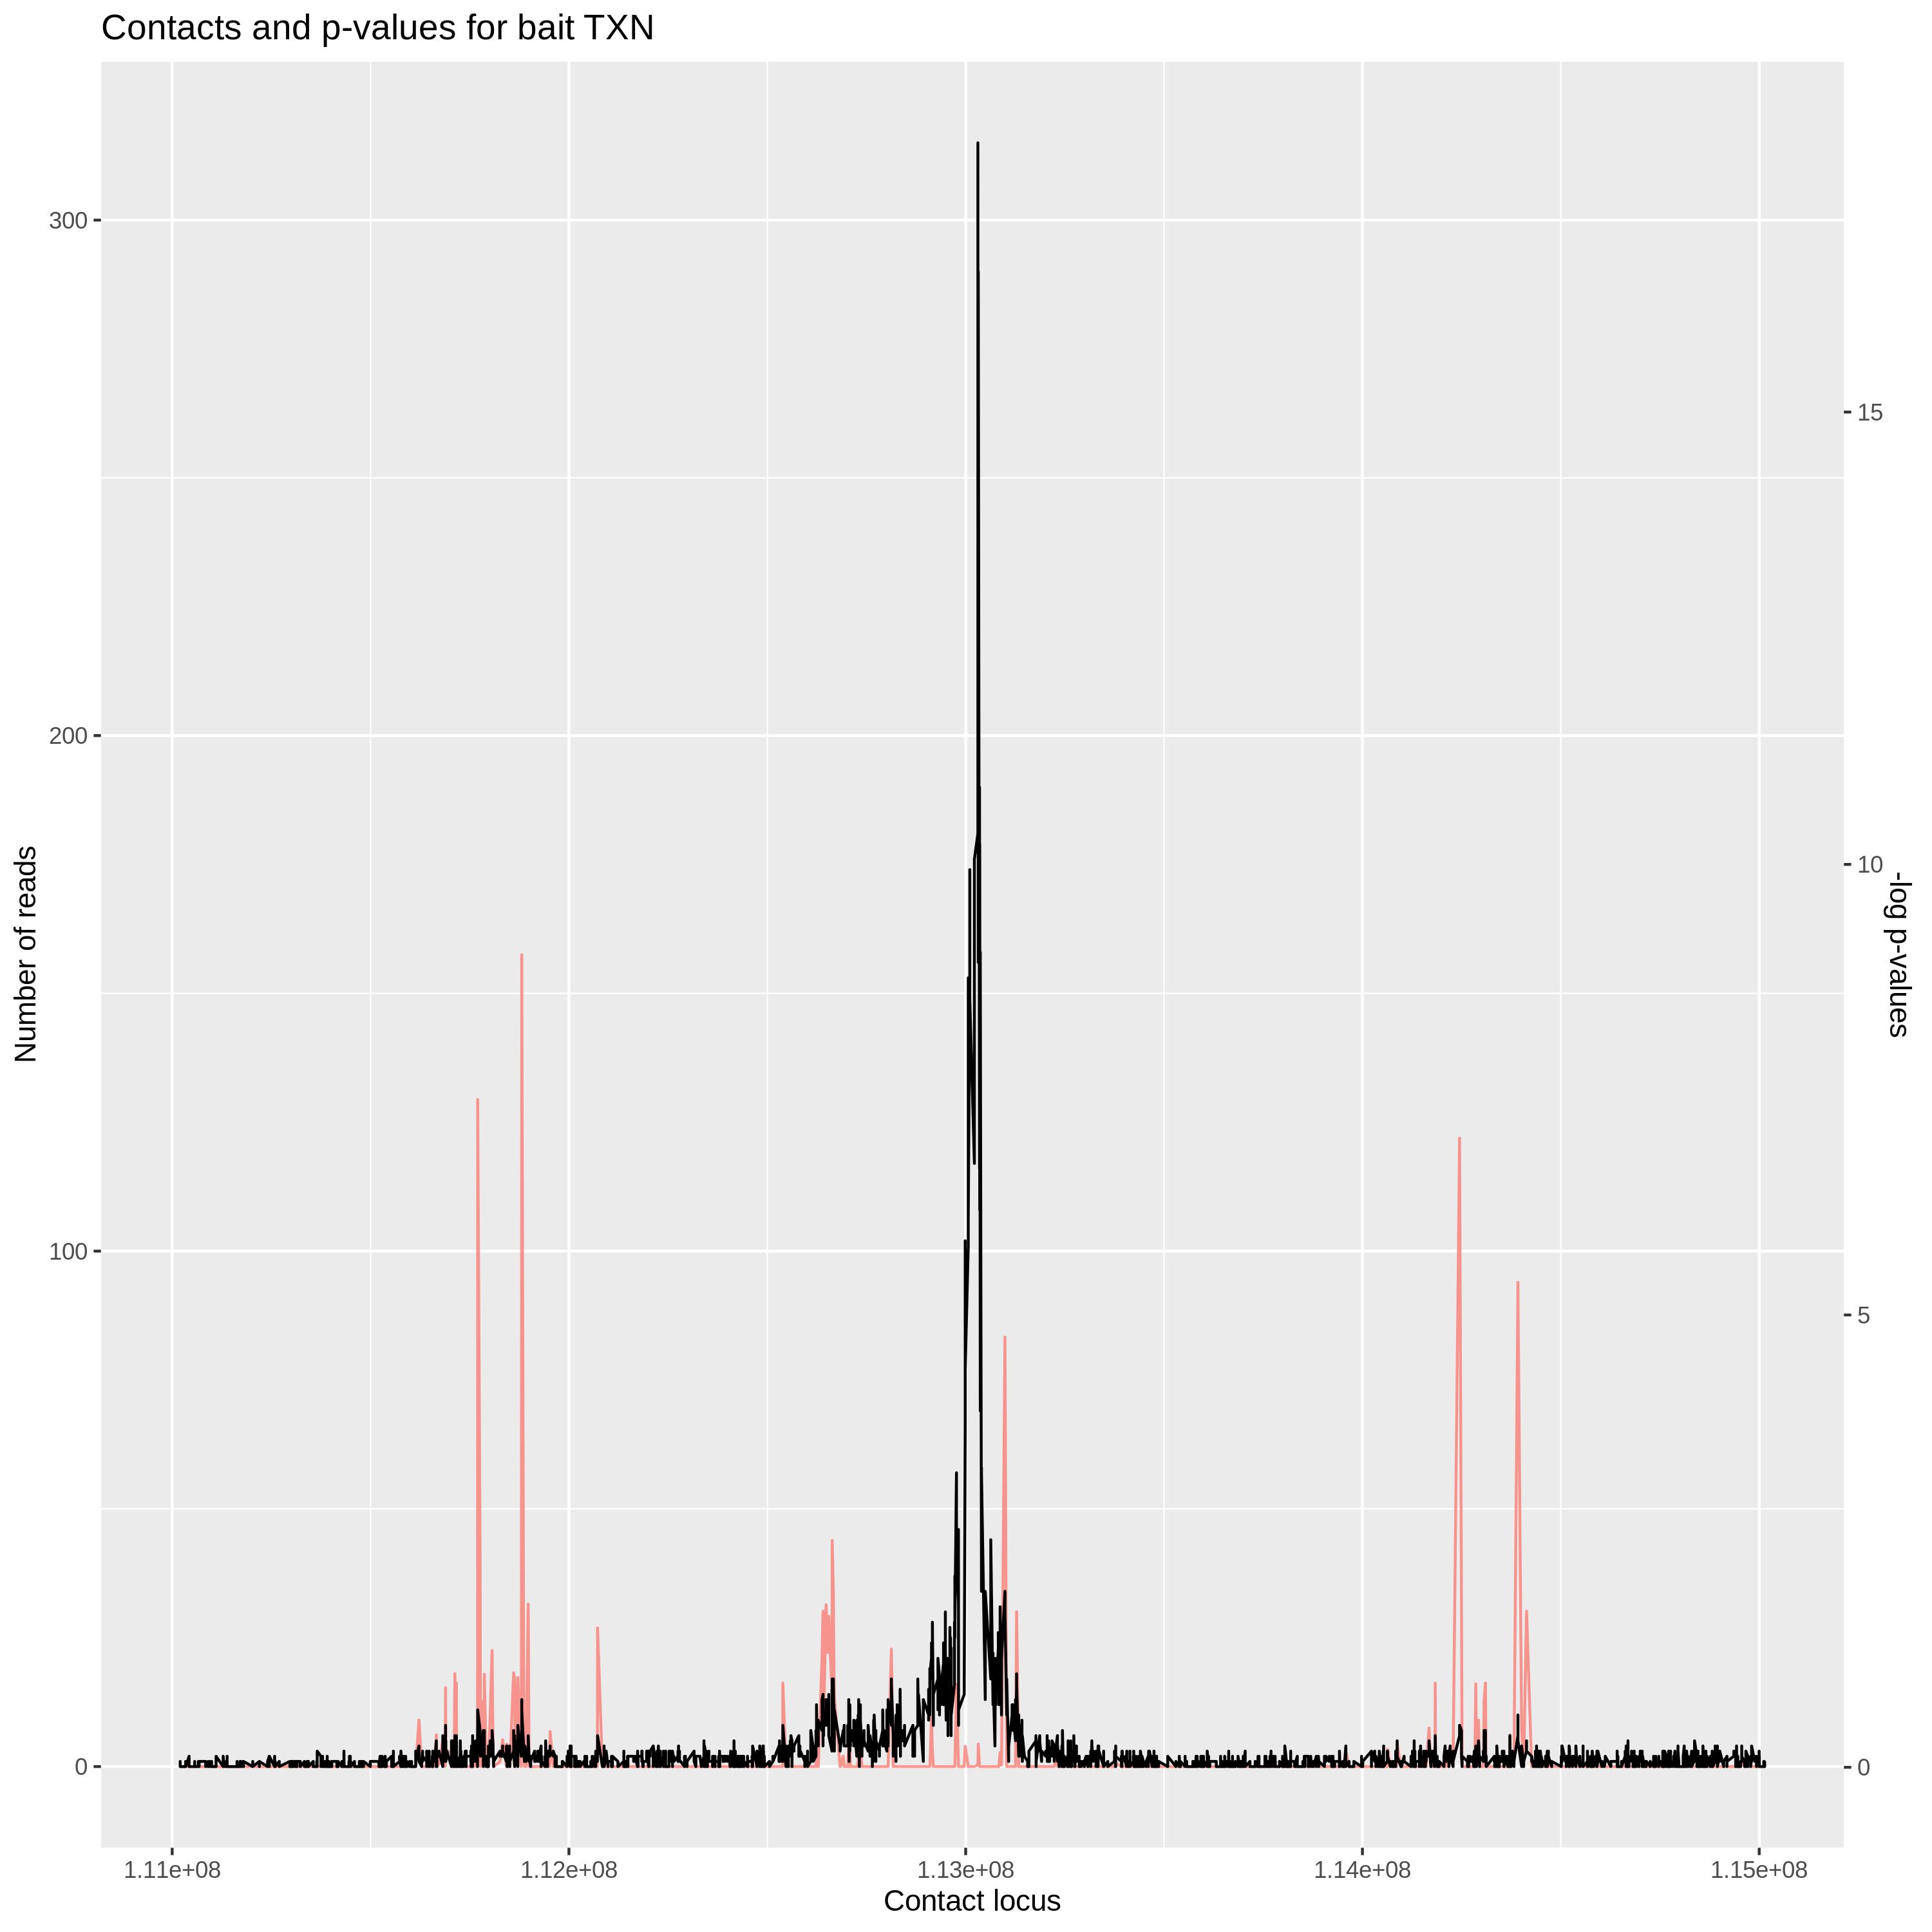 Contacts and p-values for bait TXN
300
200
100
0
Number of reads
15
10
5
0
-log p-values
1.11e+08 1.12e+08 1.13e+08 1.14e+08 1.15e+08
Contact locus